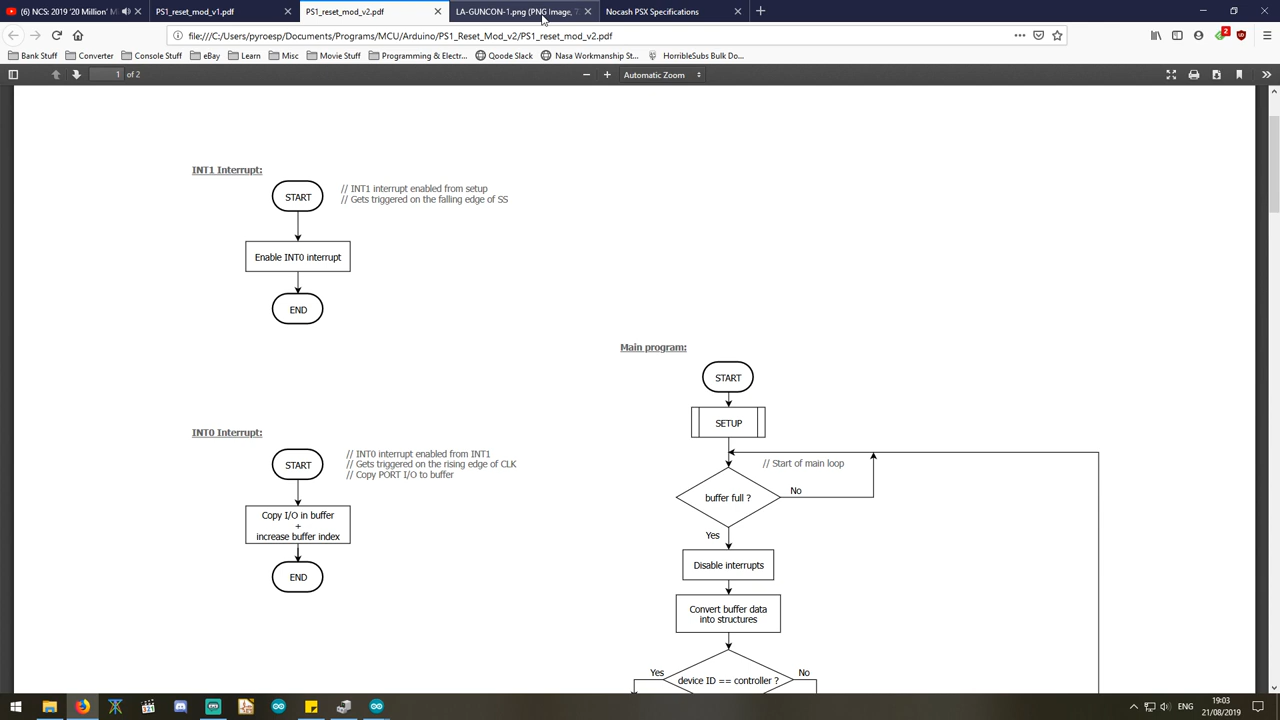 (6) NCS: 2019 '20 Million' M
PS1_reset_mod_v1.pdf
PS1_reset_mod_v2.pdf
LA-GUNCON-1.png (PNG Image, 7
Nocash PSX Specifications
file:///C:/Users/pyroesp/Documents/Programs/MCU/Arduino/PS1_Reset_Mod_v2/PS1_reset_mod_v2.pdf
2
Bank Stuff
Converter
Console Stuff
eBay
Learn
Misc
Movie Stuff
Programming & Electr...
Qoode Slack
Nasa Workmanship St...
HorribleSubs Bulk Do...
1 of 2
Automatic Zoom
INT1 Interrupt:
START
// INT1 interrupt enabled from setup
// Gets triggered on the falling edge of SS
Enable INT0 interrupt
END
Main program:
START
SETUP
// Start of main loop
buffer full ?
No
Yes
Disable interrupts
Convert buffer data
into structures
Yes
device ID == controller ?
No
INT0 Interrupt:
START
// INT0 interrupt enabled from INT1
// Gets triggered on the rising edge of CLK
// Copy PORT I/O to buffer
Copy I/O in buffer
+
increase buffer index
END
ENG
19:03
21/08/2019